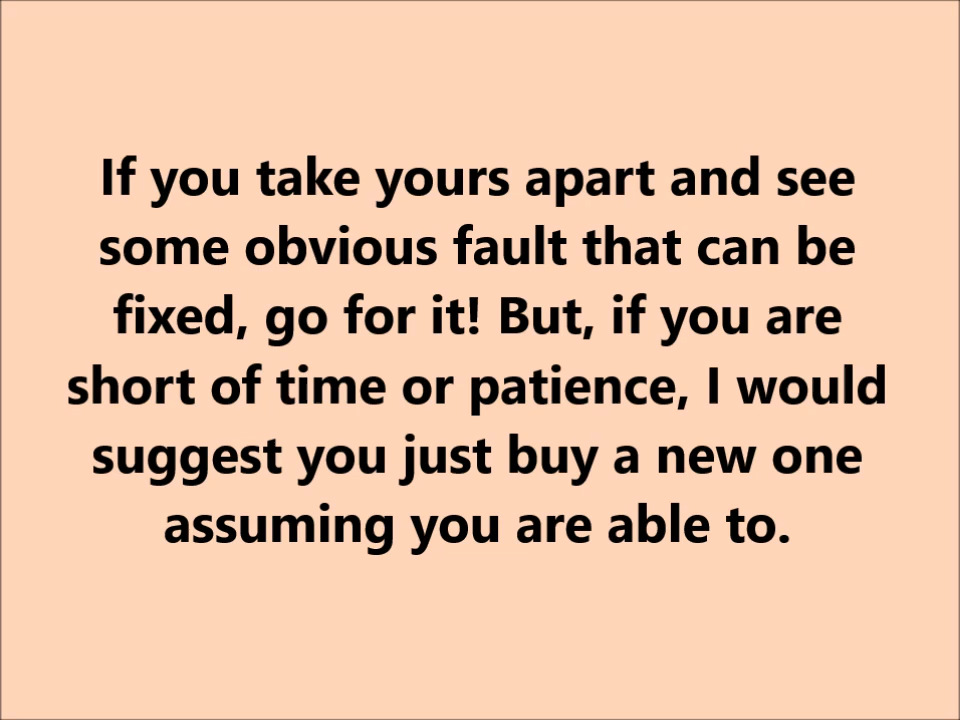 If you take yours apart and see
some obvious fault that can be
fixed, go for it! But, if you are
short of time or patience, I would
suggest you just buy a new one
assuming you are able to.